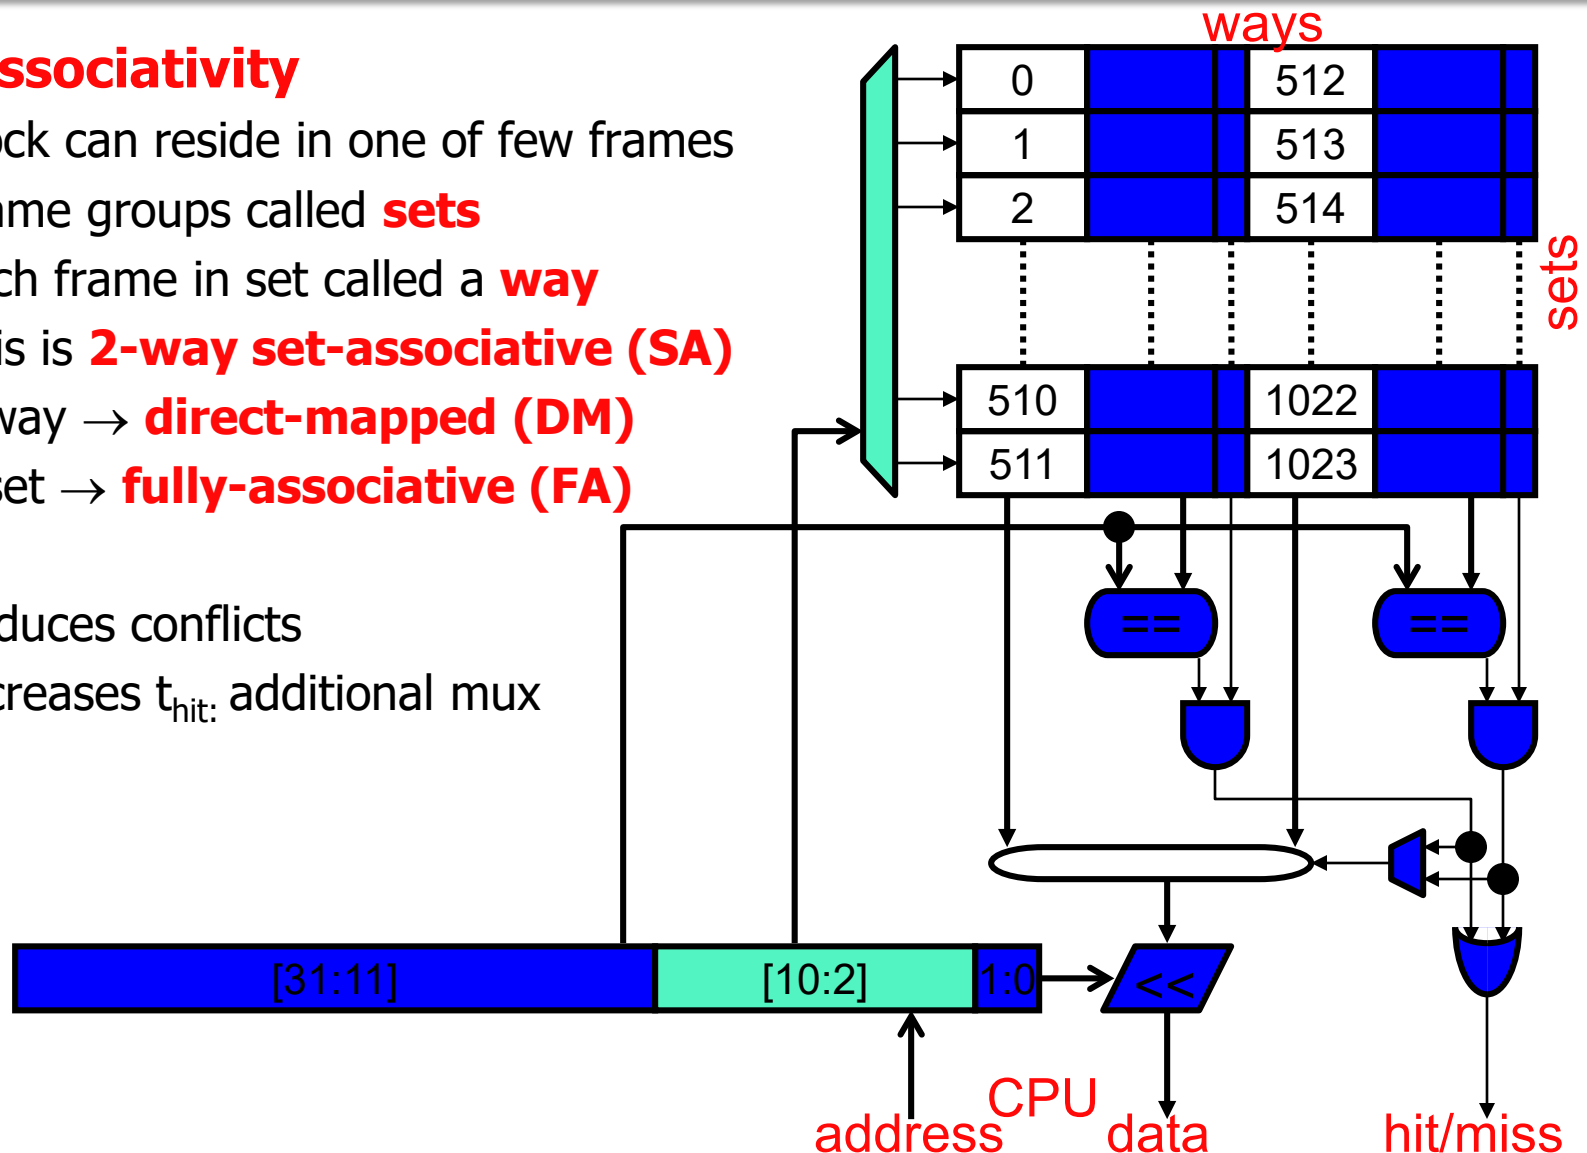 ssociativity
ock can reside in one of few frames
ame groups called sets
ch frame in set called a way
is is 2-way set-associative (SA)
way → direct-mapped (DM)
set → fully-associative (FA)
duces conflicts
creases thit: additional mux
ways
0 512
1 513
2 514
sets
510 1022
511 1023
== ==
[31:11] [10:2] 1:0 <<
CPU
address data hit/miss